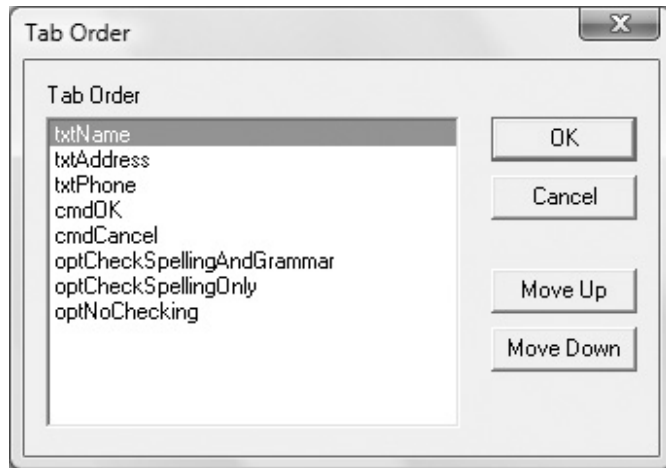 Tab Order
Tab Order
txtName
txtAddress
txtPhone
cmdOK
cmdCancel
optCheckSpellingAndGrammar
optCheckSpellingOnly
optNoChecking
OK
Cancel
Move Up
Move Down